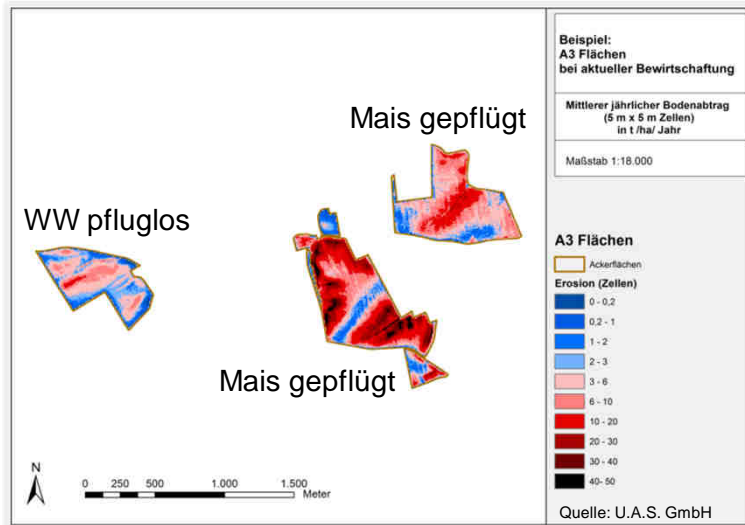 Mais gepflügt
WW pfluglos
Mais gepflügt
N
0 250 500 1.000 1.500
Meter
Beispiel:
A3 Flächen
bei aktueller Bewirtschaftung
Mittlerer jährlicher Bodenabtrag
(5 m x 5 m Zellen)
in t /ha/ Jahr
Maßstab 1:18.000
A3 Flächen
Ackerflächen
Erosion (Zellen)
0 - 0,2
0,2 - 1
1 - 2
2 - 3
3 - 6
6 - 10
10 - 20
20 - 30
30 - 40
40- 50
Quelle: U.A.S. GmbH